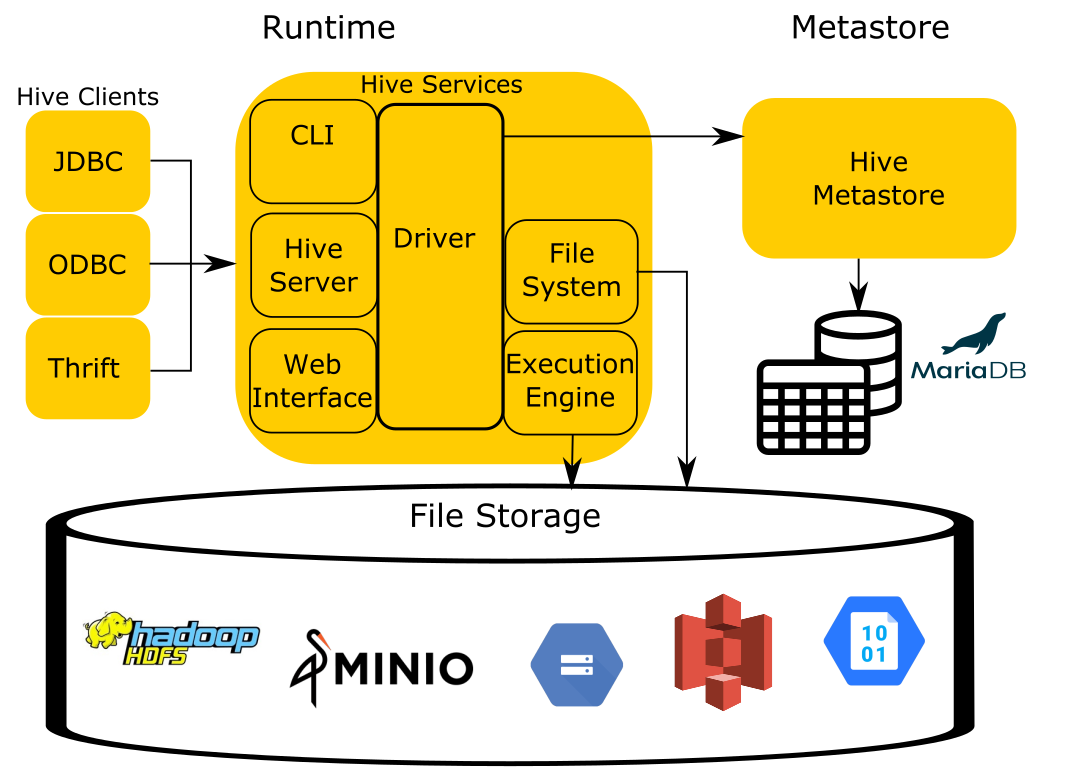 Runtime
Metastore
Hive Clients
JDBC
ODBC
Thrift
Hive Services
CLI
Hive
Server
Web
Interface
Driver
File
System
Execution
Engine
Hive
Metastore
MariaDB
File Storage
hadoop
HDFS
MINIO
10
01